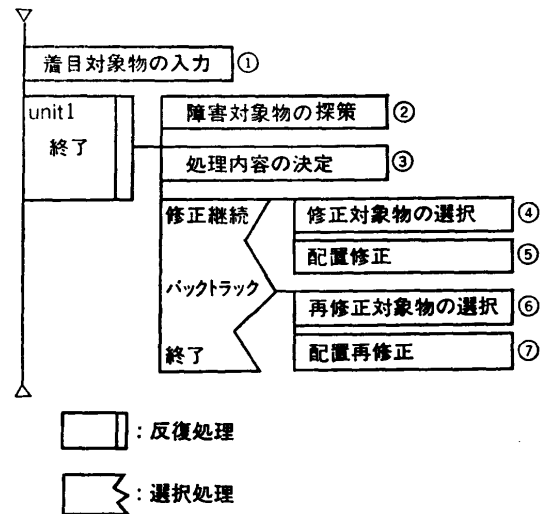 着目対象物の入力 ①
unit1
終了
障害対象物の探策 ②
処理内容の決定 ③
修正継続
修正対象物の選択 ④
配置修正 ⑤
バックトラック
再修正対象物の選択 ⑥
終了
配置再修正 ⑦
：反復処理
：選択処理